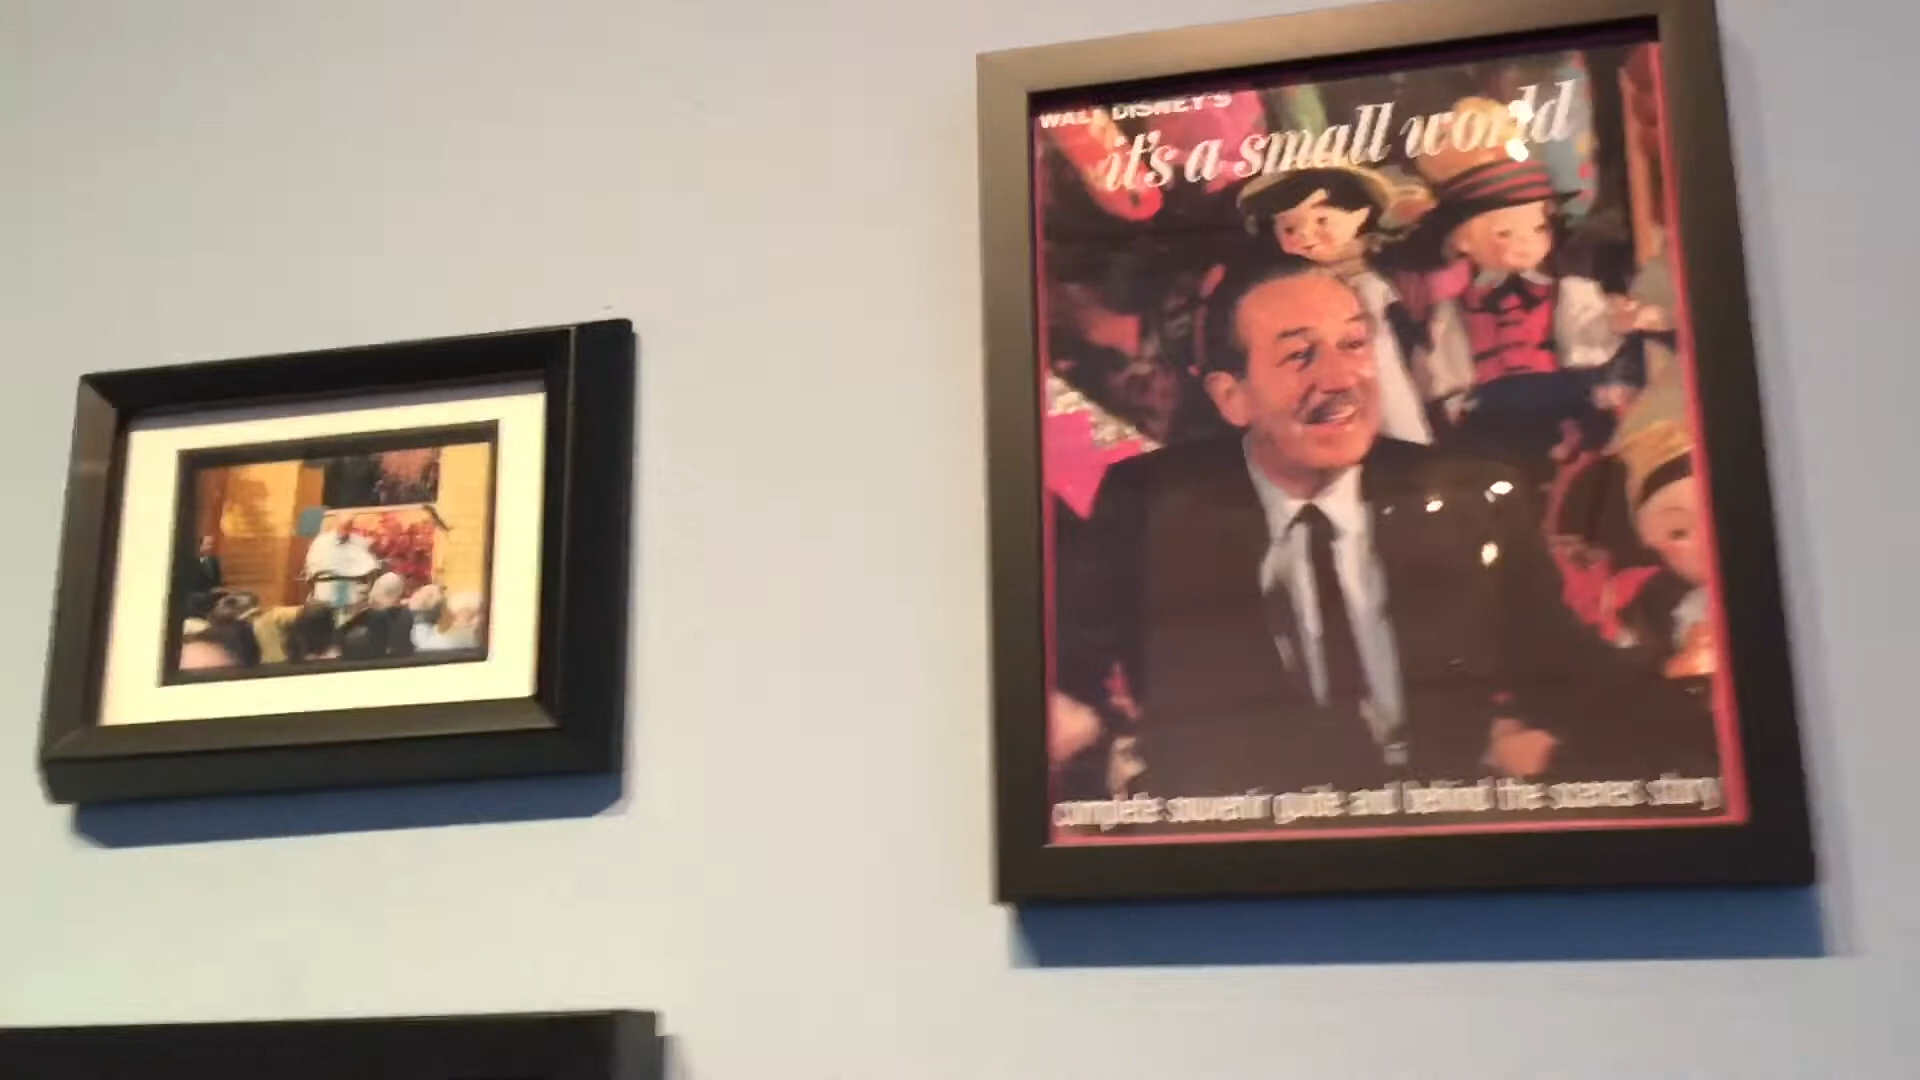 WALT DISNEY'S
it's a small world
complete souvenir guide and behind the scenes story